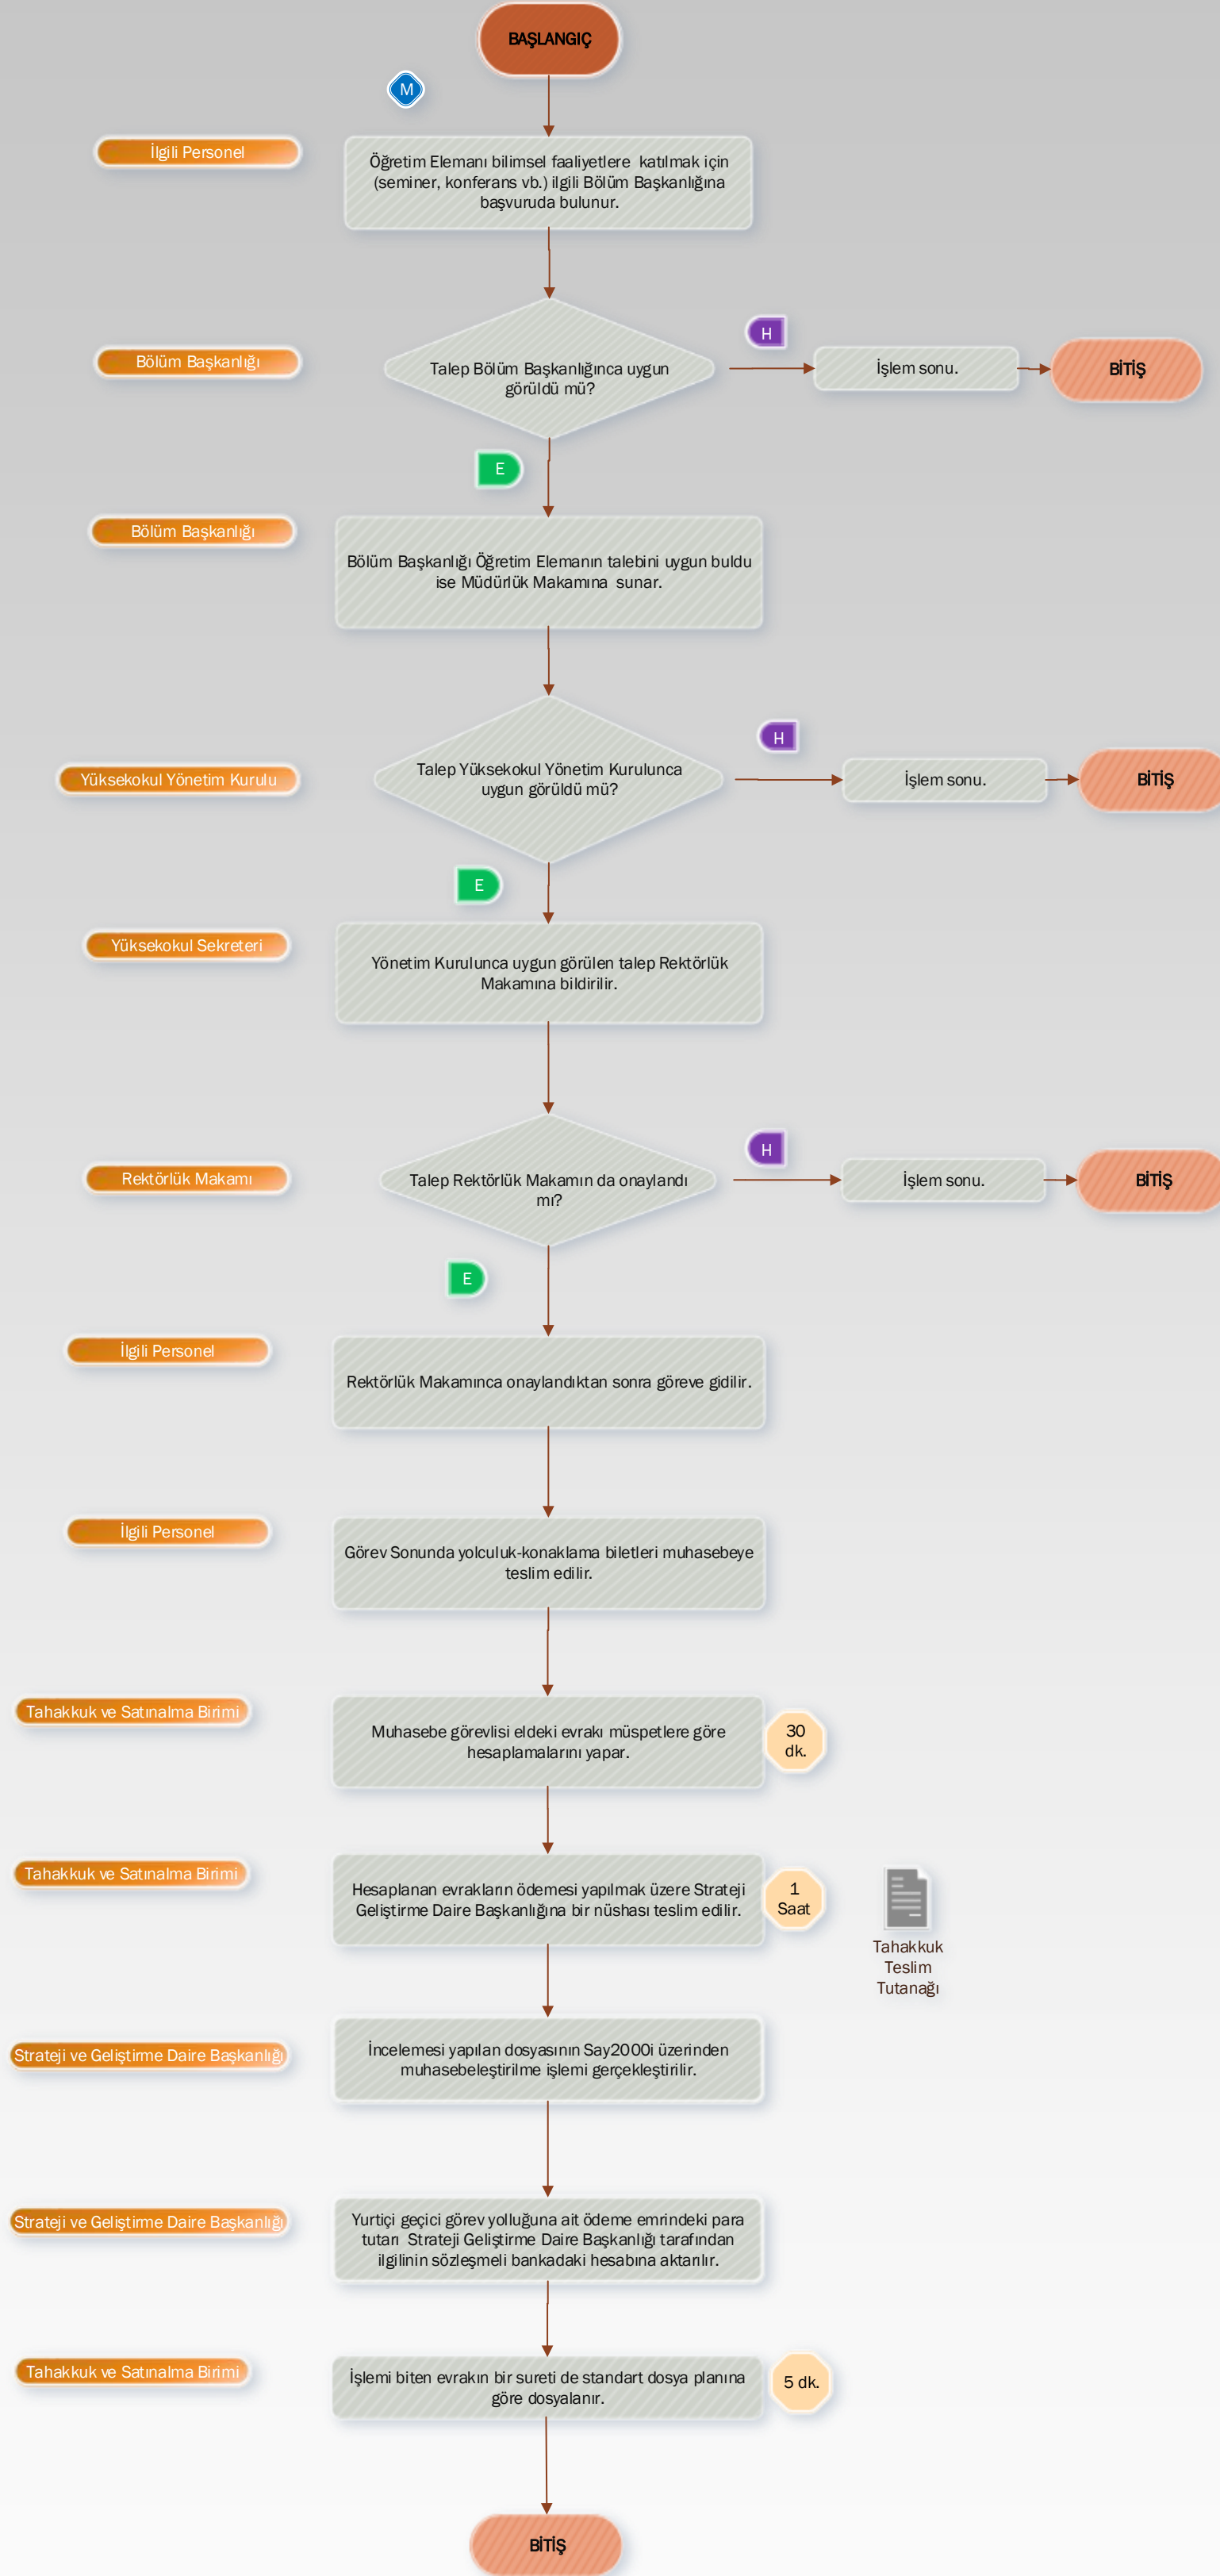 BAŞLANGIÇ
M
İlgili Personel
Öğretim Elemanı bilimsel faaliyetlere katılmak için
(seminer, konferans vb.) ilgili Bölüm Başkanlığına
başvuruda bulunur.
H
Bölüm Başkanlığı
Talep Bölüm Başkanlığınca uygun
görüldü mü?
İşlem sonu.
BİTİŞ
E
Bölüm Başkanlığı
Bölüm Başkanlığı Öğretim Elemanın talebini uygun buldu
ise Müdürlük Makamına sunar.
H
Yüksekokul Yönetim Kurulu
Talep Yüksekokul Yönetim Kurulunca
uygun görüldü mü?
İşlem sonu.
BİTİŞ
E
Yüksekokul Sekreteri
Yönetim Kurulunca uygun görülen talep Rektörlük
Makamına bildirilir.
H
Rektörlük Makamı
Talep Rektörlük Makamın da onaylandı
mı?
İşlem sonu.
BİTİŞ
E
İlgili Personel
Rektörlük Makamınca onaylandıktan sonra göreve gidilir.
İlgili Personel
Görev Sonunda yolculuk-konaklama biletleri muhasebeye
teslim edilir.
Tahakkuk ve Satınalma Birimi
Muhasebe görevlisi eldeki evrakı müspetlere göre
hesaplamalarını yapar.
30
dk.
Tahakkuk ve Satınalma Birimi
Hesaplanan evrakların ödemesi yapılmak üzere Strateji
Geliştirme Daire Başkanlığına bir nüshası teslim edilir.
1
Saat
Tahakkuk
Teslim
Tutanağı
Strateji ve Geliştirme Daire Başkanlığı
İncelemesi yapılan dosyasının Say2000i üzerinden
muhasebeleştirilme işlemi gerçekleştirilir.
Strateji ve Geliştirme Daire Başkanlığı
Yurtiçi geçici görev yolluğuna ait ödeme emrindeki para
tutarı Strateji Geliştirme Daire Başkanlığı tarafından
ilgilinin sözleşmeli bankadaki hesabına aktarılır.
Tahakkuk ve Satınalma Birimi
İşlemi biten evrakın bir sureti de standart dosya planına
göre dosyalanır.
5 dk.
BİTİŞ